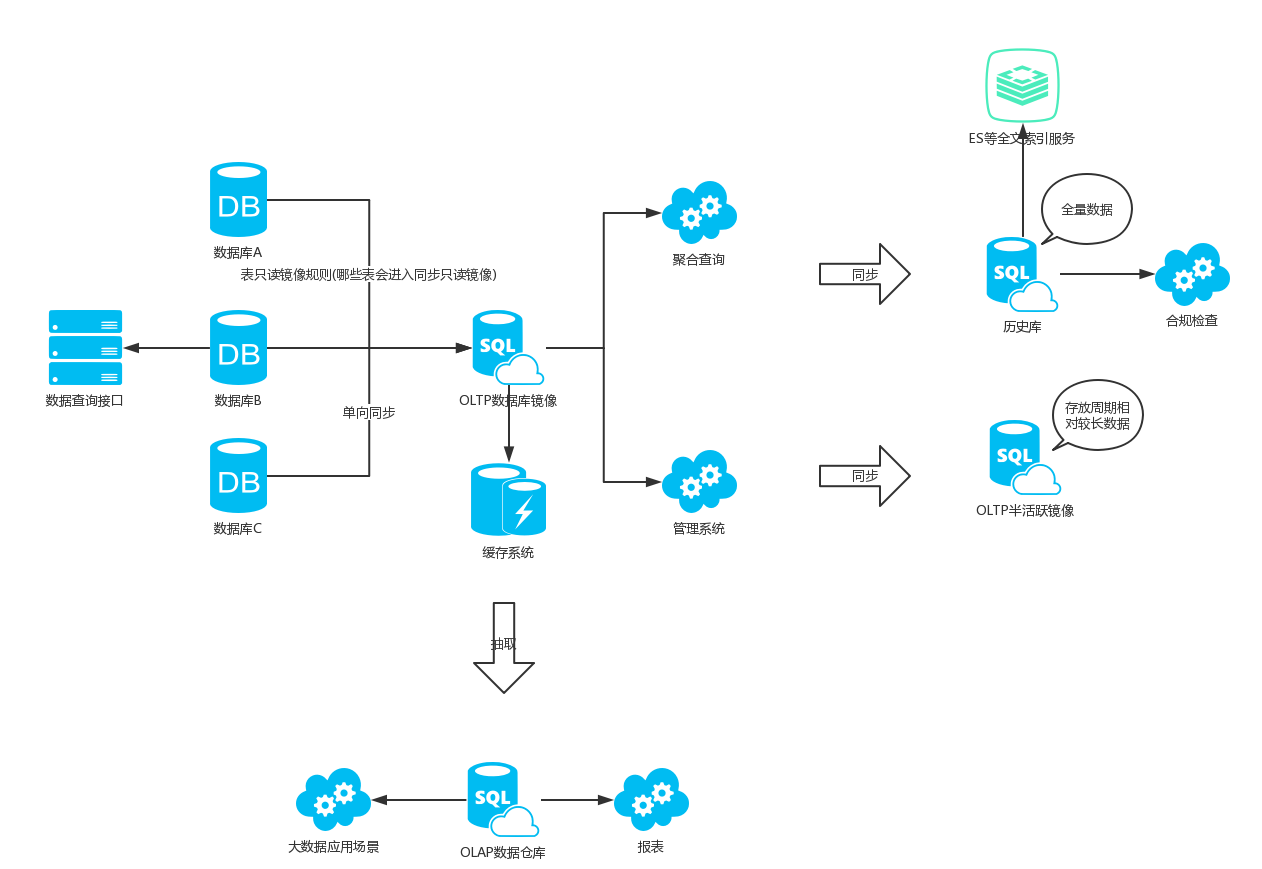 ES等全文索引服务
DB
数据库A
全量数据
聚合查询
表只读镜像规则(哪些表会进入同步只读镜像)
同步
SQL
历史库
合规检查
数据查询接口
DB
数据库B
SQL
OLTP数据库镜像
单向同步
存放周期相
对较长数据
DB
数据库C
缓存系统
管理系统
同步
SQL
OLTP半活跃镜像
抽取
大数据应用场景
SQL
OLAP数据仓库
报表